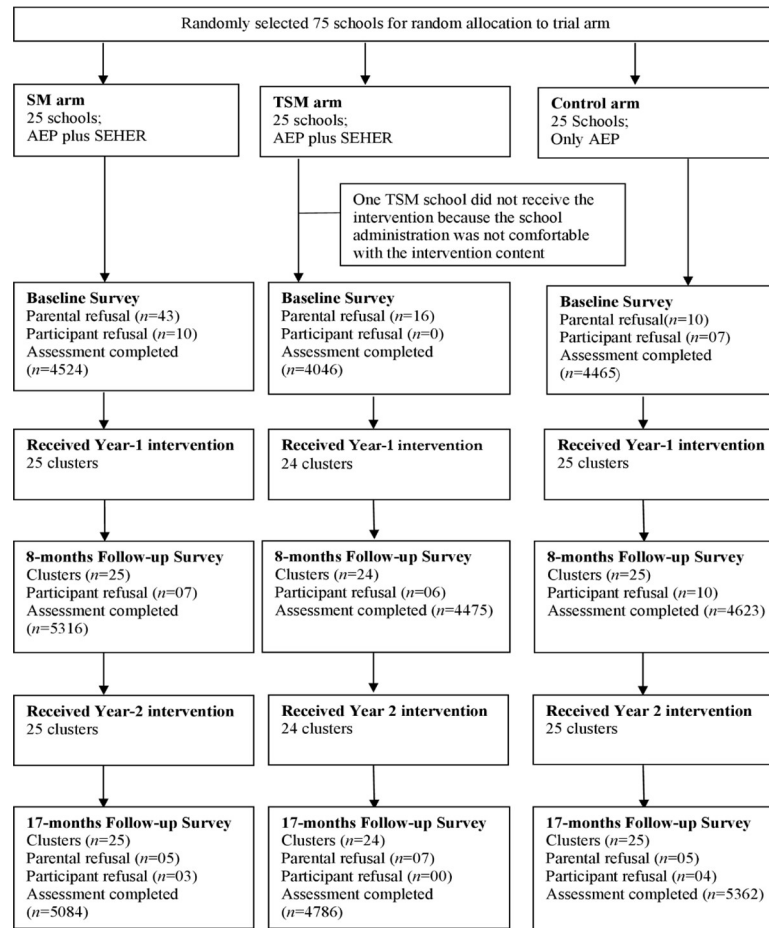 Randomly selected 75 schools for random allocation to trial arm
SM arm
25 schools;
AEP plus SEHER
TSM arm
25 schools;
AEP plus SEHER
Control arm
25 Schools;
Only AEP
One TSM school did not receive the
intervention because the school
administration was not comfortable
with the intervention content
Baseline Survey
Parental refusal (n=43)
Participant refusal (n=10)
Assessment completed
(n=4524)
Baseline Survey
Parental refusal (n=16)
Participant refusal (n=0)
Assessment completed
(n=4046)
Baseline Survey
Parental refusal(n=10)
Participant refusal (n=07)
Assessment completed
(n=4465)
Received Year-1 intervention
25 clusters
Received Year-1 intervention
24 clusters
Received Year-1 intervention
25 clusters
8-months Follow-up Survey
Clusters (n=25)
Participant refusal (n=07)
Assessment completed
(n=5316)
8-months Follow-up Survey
Clusters (n=24)
Participant refusal (n=06)
Assessment completed (n=4475)
8-months Follow-up Survey
Clusters (n=25)
Participant refusal (n=10)
Assessment completed (n=4623)
Received Year-2 intervention
25 clusters
Received Year 2 intervention
24 clusters
Received Year 2 intervention
25 clusters
17-months Follow-up Survey
Clusters (n=25)
Parental refusal (n=05)
Participant refusal (n=03)
Assessment completed
(n=5084)
17-months Follow-up Survey
Clusters (n=24)
Parental refusal (n=07)
Participant refusal (n=00)
Assessment completed
(n=4786)
17-months Follow-up Survey
Clusters (n=25)
Parental refusal (n=05)
Participant refusal (n=04)
Assessment completed (n=5362)